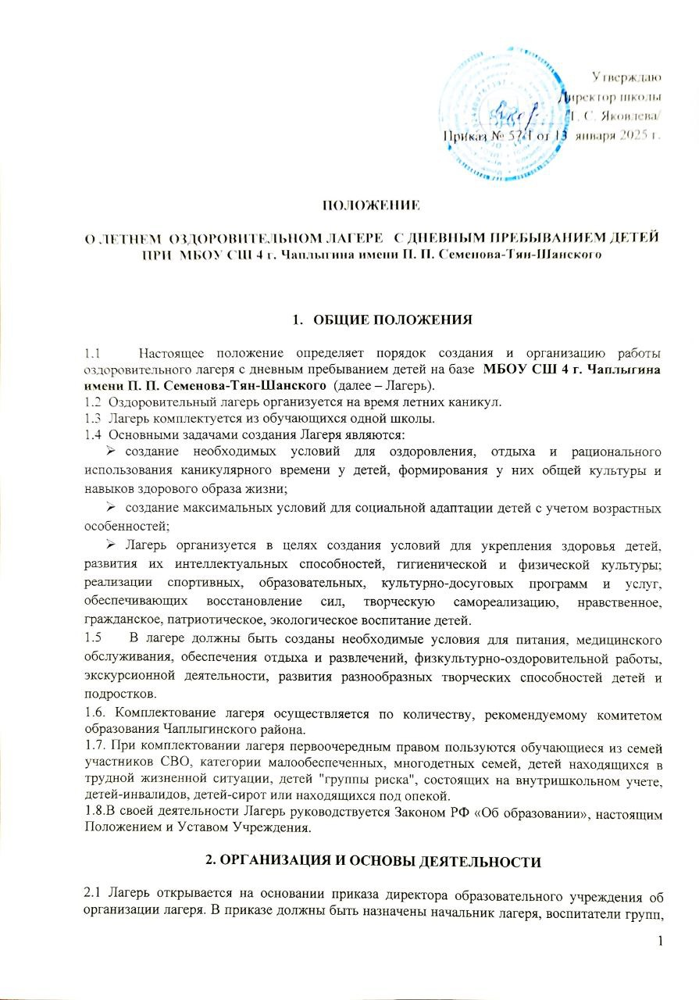 Утверждаю
Директор школы
/Т. С. Яковлева/
Приказ № 57/1 от 13 января 2025 г.
ПОЛОЖЕНИЕ
О ЛЕТНЕМ ОЗДОРОВИТЕЛЬНОМ ЛАГЕРЕ С ДНЕВНЫМ ПРЕБЫВАНИЕМ ДЕТЕЙ
ПРИ МБОУ СШ 4 г. Чаплыгина имени П. П. Семенова-Тян-Шанского
1. ОБЩИЕ ПОЛОЖЕНИЯ
1.1 Настоящее положение определяет порядок создания и организацию работы
оздоровительного лагеря с дневным пребыванием детей на базе МБОУ СШ 4 г. Чаплыгина
имени П. П. Семенова-Тян-Шанского (далее – Лагерь).
1.2 Оздоровительный лагерь организуется на время летних каникул.
1.3 Лагерь комплектуется из обучающихся одной школы.
1.4 Основными задачами создания Лагеря являются:
➢ создание необходимых условий для оздоровления, отдыха и рационального
использования каникулярного времени у детей, формирования у них общей культуры и
навыков здорового образа жизни;
➢ создание максимальных условий для социальной адаптации детей с учетом возрастных
особенностей;
➢ Лагерь организуется в целях создания условий для укрепления здоровья детей,
развития их интеллектуальных способностей, гигиенической и физической культуры;
реализации спортивных, образовательных, культурно-досуговых программ и услуг,
обеспечивающих восстановление сил, творческую самореализацию, нравственное,
гражданское, патриотическое, экологическое воспитание детей.
1.5 В лагере должны быть созданы необходимые условия для питания, медицинского
обслуживания, обеспечения отдыха и развлечений, физкультурно-оздоровительной работы,
экскурсионной деятельности, развития разнообразных творческих способностей детей и
подростков.
1.6. Комплектование лагеря осуществляется по количеству, рекомендуемому комитетом
образования Чаплыгинского района.
1.7. При комплектовании лагеря первоочередным правом пользуются обучающиеся из семей
участников СВО, категории малообеспеченных, многодетных семей, детей находящихся в
трудной жизненной ситуации, детей "группы риска", состоящих на внутришкольном учете,
детей-инвалидов, детей-сирот или находящихся под опекой.
1.8.В своей деятельности Лагерь руководствуется Законом РФ «Об образовании», настоящим
Положением и Уставом Учреждения.
2. ОРГАНИЗАЦИЯ И ОСНОВЫ ДЕЯТЕЛЬНОСТИ
2.1 Лагерь открывается на основании приказа директора образовательного учреждения об
организации лагеря. В приказе должны быть назначены начальник лагеря, воспитатели групп,
1